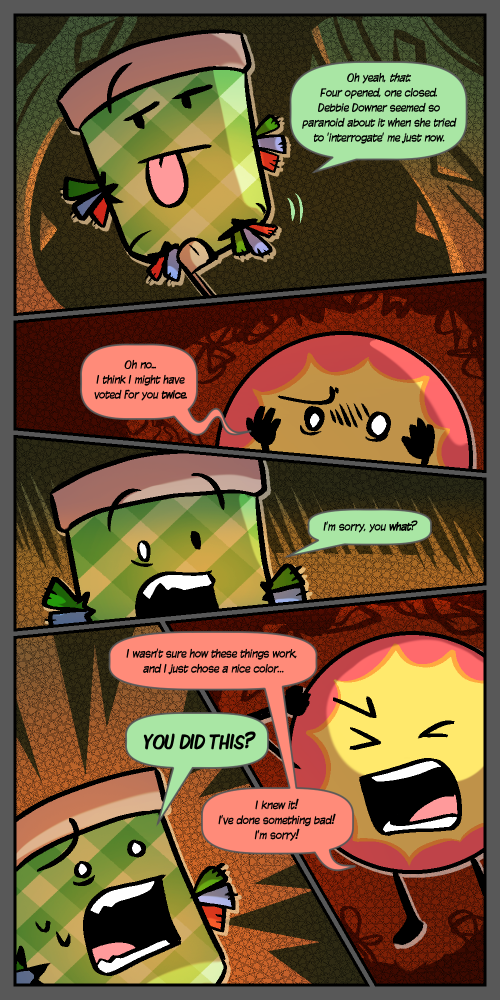 Oh yeah, that.
Four opened, one closed.
Debbie Downer seemed so
paranoid about it when she tried
to 'interrogate' me just now.
Oh no...
I think I might have
voted For you twice.
I'm sorry, you what?
I wasn't sure how these things work,
and I just chose a nice color...
YOU DID THIS?
I knew it!
I've done something bad!
I'm sorry!